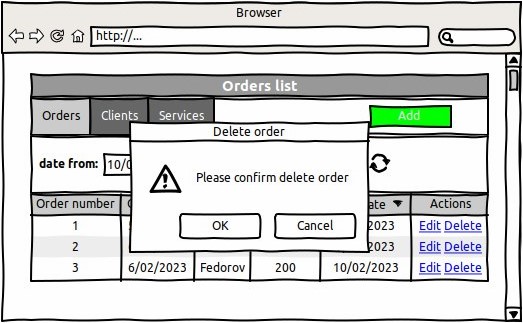 Browser
http://...
Orders list
Orders Clients Services Add
Delete order
date from: 10/0
Please confirm delete order
OK Cancel
Order number ate Actions
1 2023 Edit Delete
2 2023 Edit Delete
3 6/02/2023 Fedorov 200 10/02/2023 Edit Delete